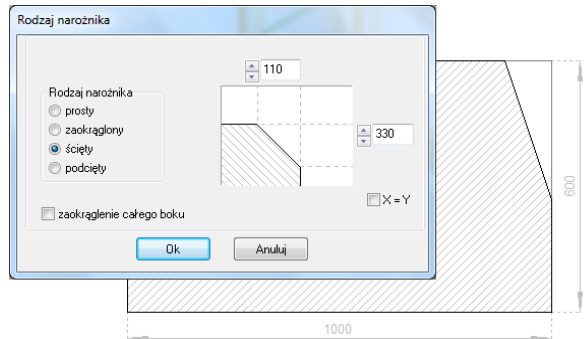 Rodzaj narożnika
110
Rodzaj narożnika
prosty
zaokrąglony
ścięty
podcięty
330
X = Y
zaokrąglenie całego boku
Ok
Anuluj
600
1000